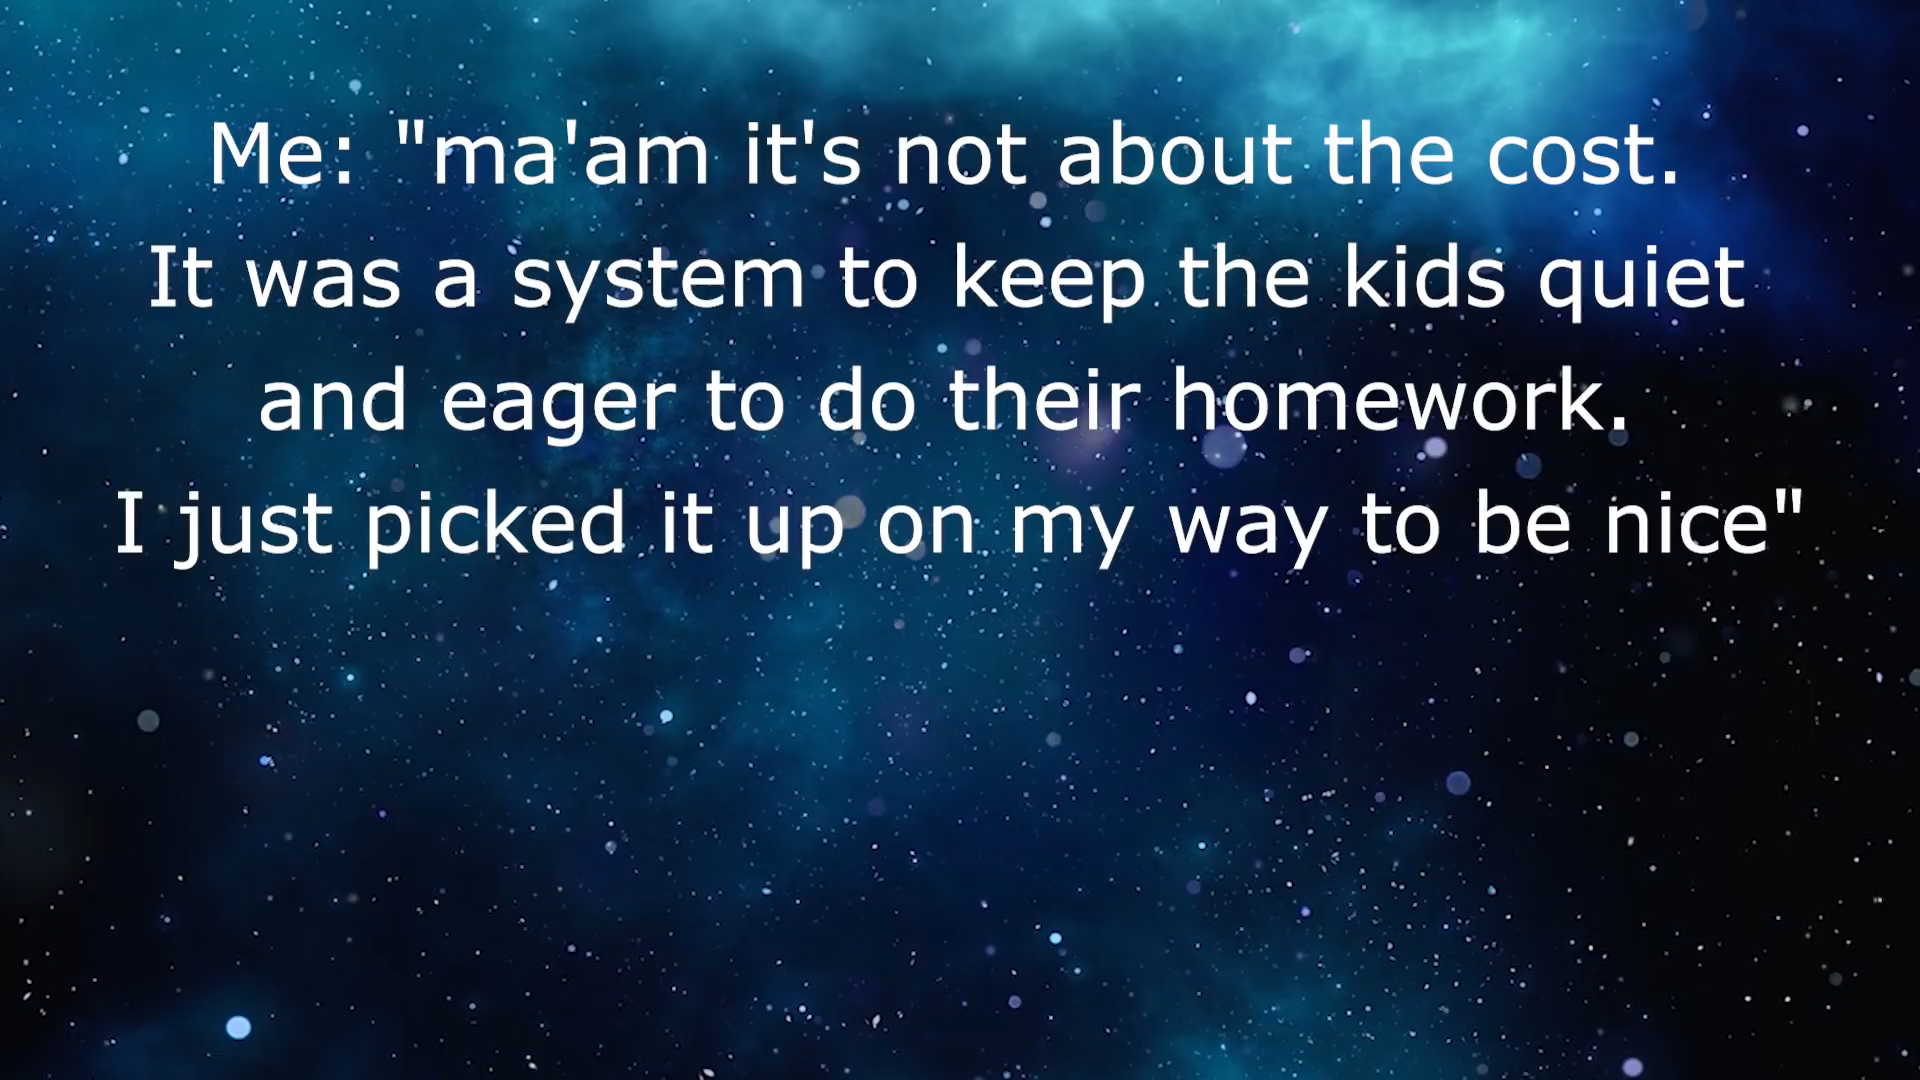 Me: "ma'am it's not about the cost.
It was a system to keep the kids quiet
and eager to do their homework.
I just picked it up on my way to be nice"